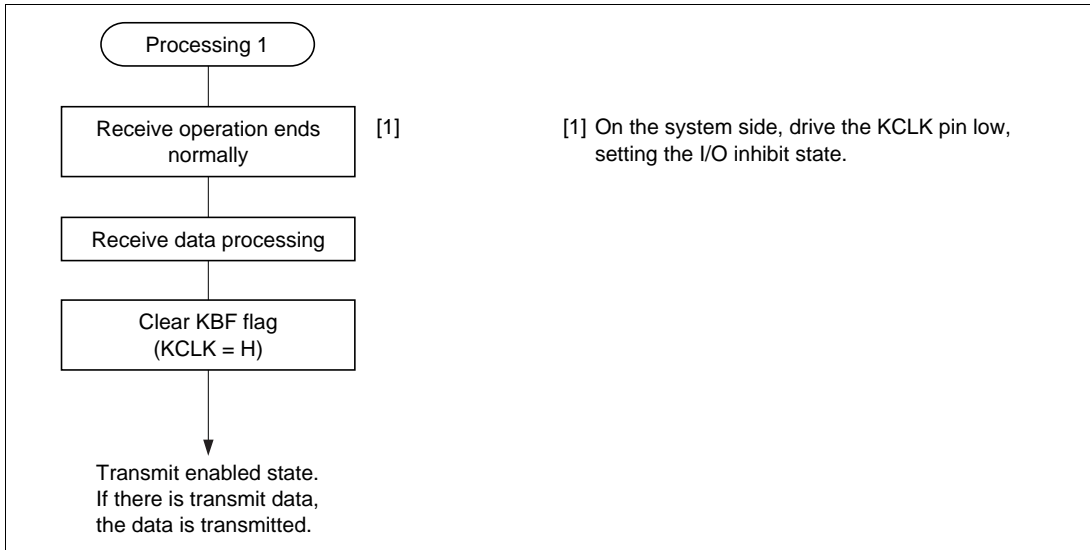 Processing 1
Receive operation ends
normally
[1]
[1] On the system side, drive the KCLK pin low,
setting the I/O inhibit state.
Receive data processing
Clear KBF flag
(KCLK = H)
Transmit enabled state.
If there is transmit data,
the data is transmitted.